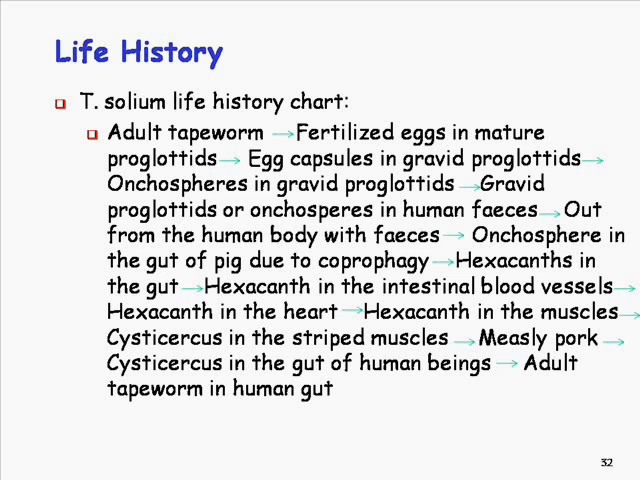 Life History
T. solium life history chart:
Adult tapeworm → Fertilized eggs in mature
proglottids → Egg capsules in gravid proglottids →
Onchospheres in gravid proglottids → Gravid
proglottids or onchosperes in human faeces → Out
from the human body with faeces → Onchosphere in
the gut of pig due to coprophagy → Hexacanths in
the gut → Hexacanth in the intestinal blood vessels →
Hexacanth in the heart → Hexacanth in the muscles →
Cysticercus in the striped muscles → Measly pork →
Cysticercus in the gut of human beings → Adult
tapeworm in human gut
32